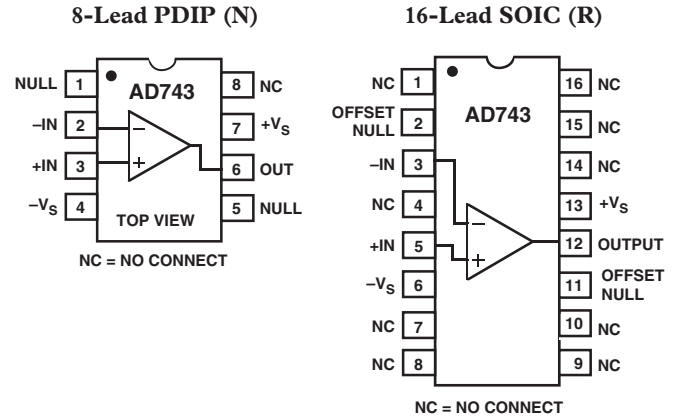 8-Lead PDIP (N)
NULL 1
8 NC
AD743
–IN 2
7 +VS
+IN 3
6 OUT
–VS 4
5 NULL
TOP VIEW
NC = NO CONNECT
16-Lead SOIC (R)
NC 1
16 NC
AD743
OFFSET
NULL 2
15 NC
–IN 3
14 NC
NC 4
13 +VS
+IN 5
12 OUTPUT
–VS 6
11 OFFSET
NULL
NC 7
10 NC
NC 8
9 NC
NC = NO CONNECT